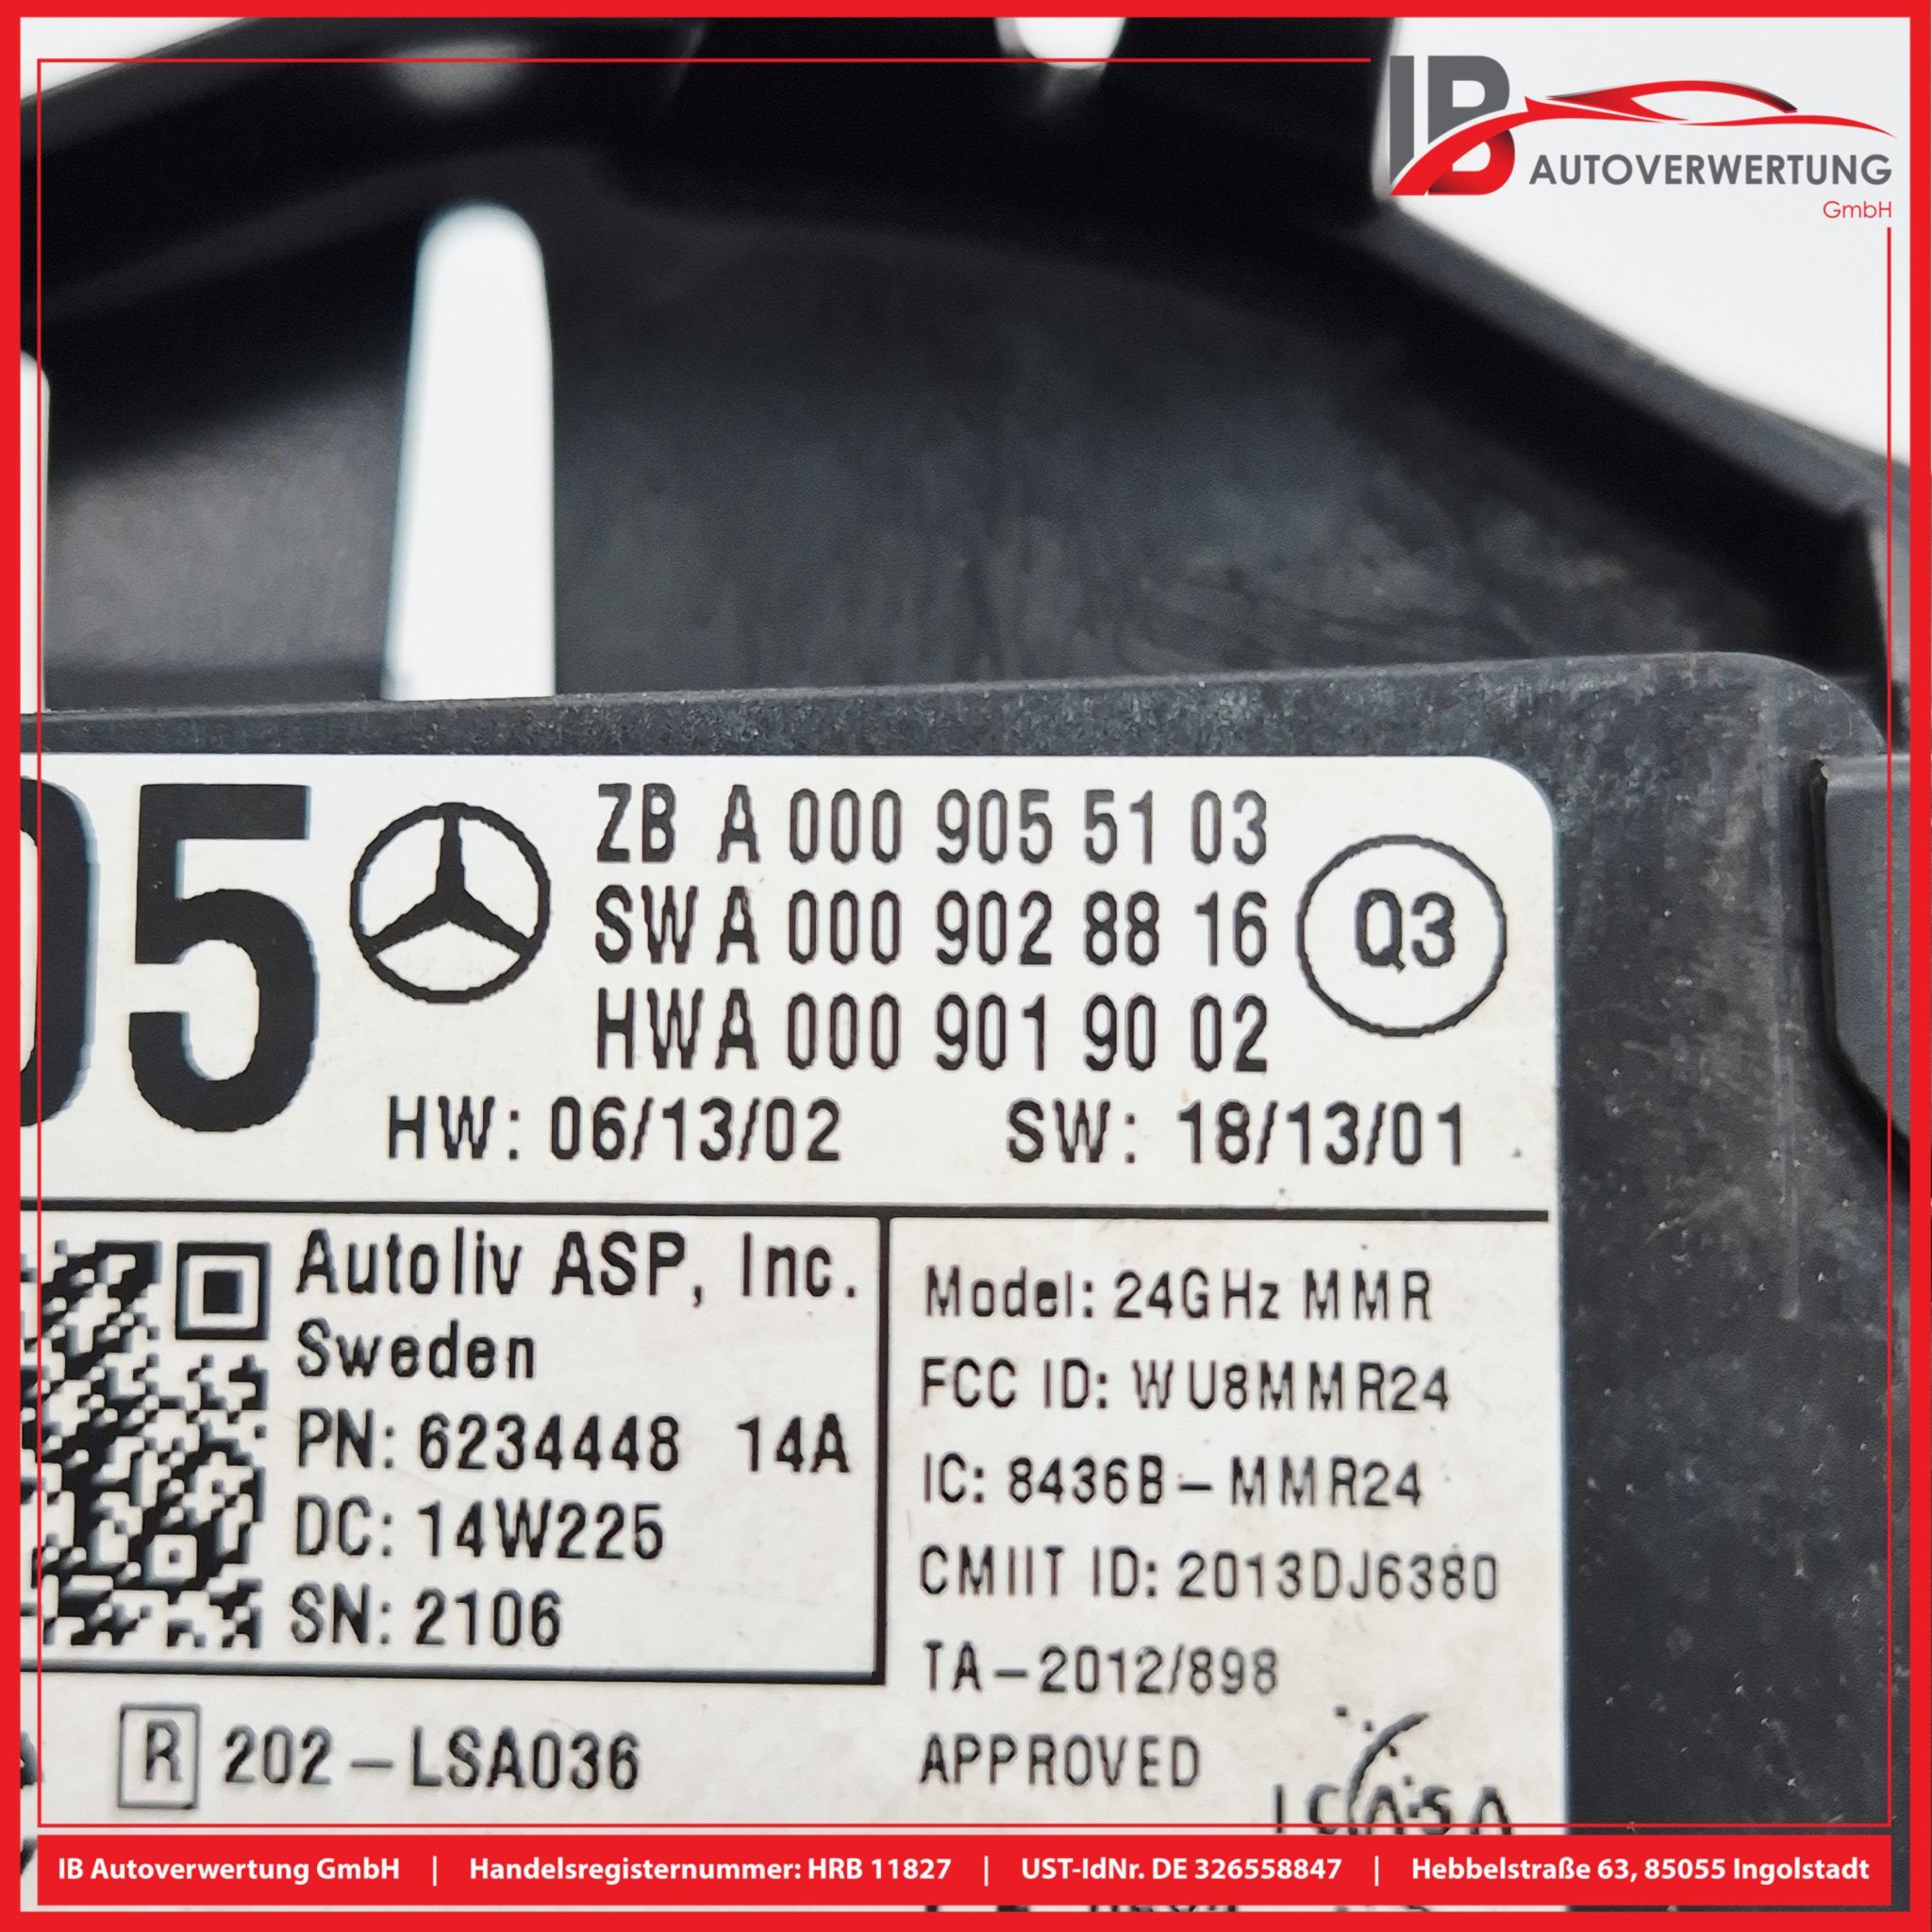 IB
AUTOVERWERTUNG
GmbH
05
ZB A 000 905 51 03
SW A 000 902 88 16
HW A 000 901 90 02
Q3
HW: 06/13/02 SW: 18/13/01
Autoliv ASP, Inc.
Sweden
PN: 6234448 14A
DC: 14W225
SN: 2106
Model: 24GHz MMR
FCC ID: WU8MMR24
IC: 8436B-MMR24
CMIIT ID: 2013DJ6380
TA-2012/898
APPROVED
R 202-LSA036
ICASA
IB Autoverwertung GmbH | Handelsregisternummer: HRB 11827 | UST-IdNr. DE 326558847 | Hebbelstraße 63, 85055 Ingolstadt